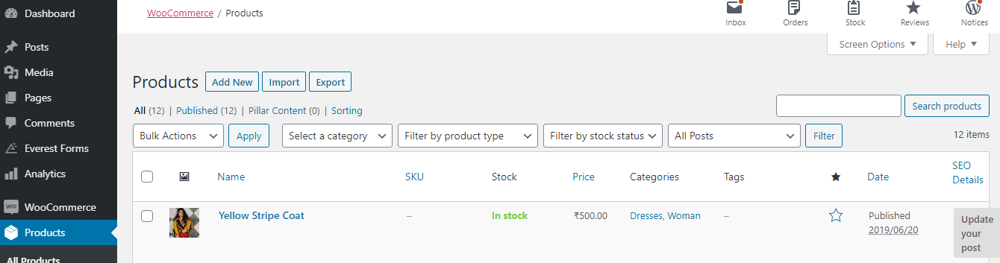 Dashboard
Posts
Media
Pages
Comments
Everest Forms
Analytics
WooCommerce
Products
All Products
WooCommerce / Products
Inbox
Orders
Stock
Reviews
Notices
Screen Options
Help
Products
Add New
Import
Export
All (12) | Published (12) | Pillar Content (0) | Sorting
Search products
Bulk Actions
Apply
Select a category
Filter by product type
Filter by stock status
All Posts
Filter
12 items
Name
SKU
Stock
Price
Categories
Tags
Date
SEO
Details
Yellow Stripe Coat
–
In stock
₹500.00
Dresses, Woman
–
Published
2019/06/20
Update
your
post